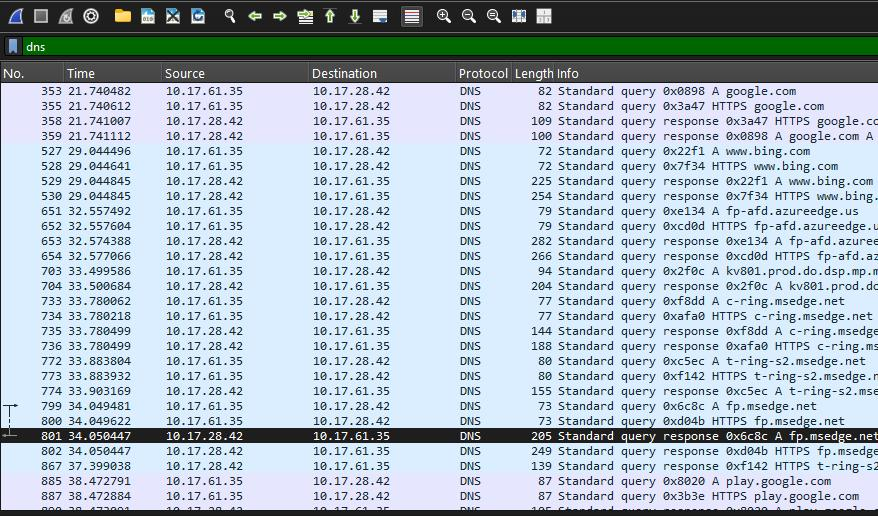 dns
No. Time Source Destination Protocol Length Info
353 21.740482 10.17.61.35 10.17.28.42 DNS 82 Standard query 0x0898 A google.com
355 21.740612 10.17.61.35 10.17.28.42 DNS 82 Standard query 0x3a47 HTTPS google.com
358 21.741007 10.17.28.42 10.17.61.35 DNS 109 Standard query response 0x3a47 HTTPS google.co
359 21.741112 10.17.28.42 10.17.61.35 DNS 100 Standard query response 0x0898 A google.com A
527 29.044496 10.17.61.35 10.17.28.42 DNS 72 Standard query 0x22f1 A www.bing.com
528 29.044641 10.17.61.35 10.17.28.42 DNS 72 Standard query 0x7f34 HTTPS www.bing.com
529 29.044845 10.17.28.42 10.17.61.35 DNS 225 Standard query response 0x22f1 A www.bing.com
530 29.044845 10.17.28.42 10.17.61.35 DNS 254 Standard query response 0x7f34 HTTPS www.bing.
651 32.557492 10.17.61.35 10.17.28.42 DNS 79 Standard query 0xe134 A fp-afd.azureedge.us
652 32.557604 10.17.61.35 10.17.28.42 DNS 79 Standard query 0xcd0d HTTPS fp-afd.azureedge.u
653 32.574388 10.17.28.42 10.17.61.35 DNS 282 Standard query response 0xe134 A fp-afd.azuree
654 32.577066 10.17.28.42 10.17.61.35 DNS 266 Standard query response 0xcd0d HTTPS fp-afd.az
703 33.499586 10.17.61.35 10.17.28.42 DNS 94 Standard query 0x2f0c A kv801.prod.do.dsp.mp.m
704 33.500684 10.17.28.42 10.17.61.35 DNS 204 Standard query response 0x2f0c A kv801.prod.do
733 33.780062 10.17.61.35 10.17.28.42 DNS 77 Standard query 0xf8dd A c-ring.msedge.net
734 33.780218 10.17.61.35 10.17.28.42 DNS 77 Standard query 0xafa0 HTTPS c-ring.msedge.net
735 33.780499 10.17.28.42 10.17.61.35 DNS 144 Standard query response 0xf8dd A c-ring.msedge
736 33.780499 10.17.28.42 10.17.61.35 DNS 188 Standard query response 0xafa0 HTTPS c-ring.ms
772 33.883804 10.17.61.35 10.17.28.42 DNS 80 Standard query 0xc5ec A t-ring-s2.msedge.net
773 33.883932 10.17.61.35 10.17.28.42 DNS 80 Standard query 0xf142 HTTPS t-ring-s2.msedge.n
774 33.903169 10.17.28.42 10.17.61.35 DNS 155 Standard query response 0xc5ec A t-ring-s2.mse
799 34.049481 10.17.61.35 10.17.28.42 DNS 73 Standard query 0x6c8c A fp.msedge.net
800 34.049622 10.17.61.35 10.17.28.42 DNS 73 Standard query 0xd04b HTTPS fp.msedge.net
801 34.050447 10.17.28.42 10.17.61.35 DNS 205 Standard query response 0x6c8c A fp.msedge.net
802 34.050447 10.17.28.42 10.17.61.35 DNS 249 Standard query response 0xd04b HTTPS fp.msedge
867 37.399038 10.17.28.42 10.17.61.35 DNS 139 Standard query response 0xf142 HTTPS t-ring-s
885 38.472791 10.17.61.35 10.17.28.42 DNS 87 Standard query 0x8020 A play.google.com
887 38.472884 10.17.61.35 10.17.28.42 DNS 87 Standard query 0x3b3e HTTPS play.google.com